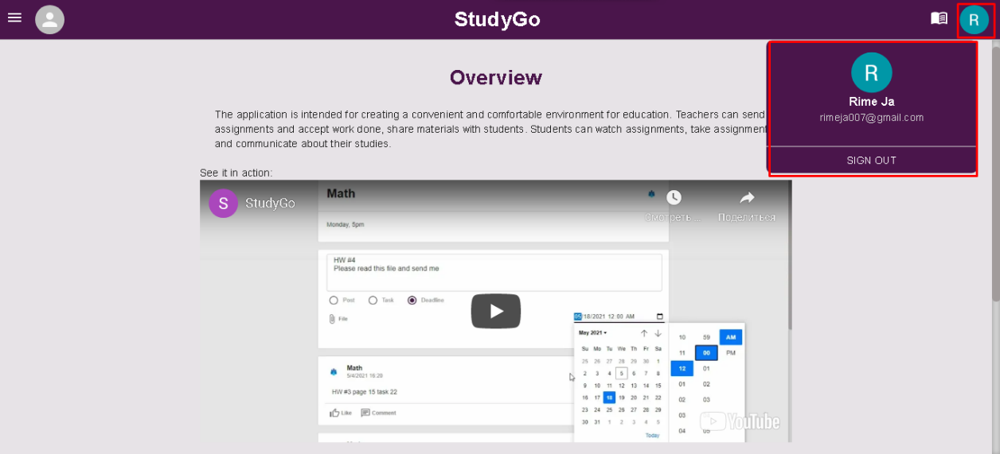 StudyGo
R
R
Rime Ja
rimeja007@gmail.com
SIGN OUT
Overview
The application is intended for creating a convenient and comfortable environment for education. Teachers can send
assignments and accept work done, share materials with students. Students can watch assignments, take assignment
and communicate about their studies.
See it in action:
S StudyGo
Смотреть ...
Поделиться
Math
Monday, 5pm
HW #4
Please read this file and send me
Post Task Deadline
File
05/18/2021 12:00 AM
May 2021
Su Mo Tu We Th Fr Sa
25 26 27 28 29 30 1
2 3 4 5 6 7 8
9 10 11 12 13 14 15
16 17 18 19 20 21 22
23 24 25 26 27 28 29
30 31 1 2 3 4 5
Today
10 59 AM
11 00 PM
12 01
01 02
02 03
03
04 05
Math
5/4/2021 16:20
HW #3 page 15 task 22
Like Comment
YouTube